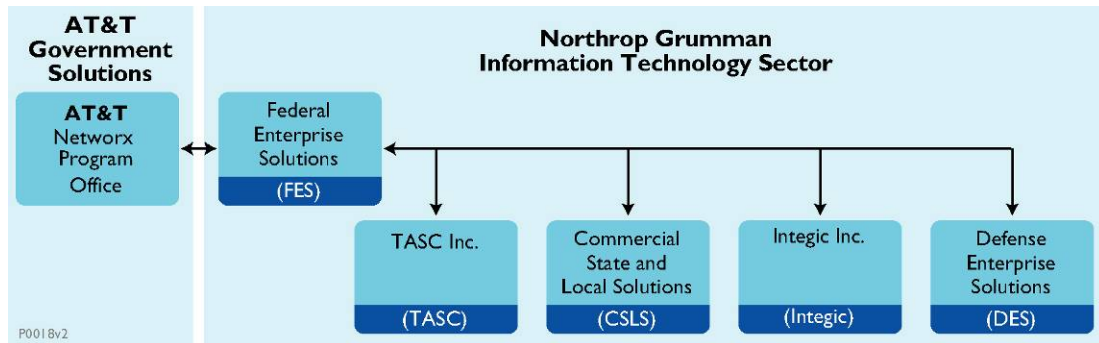 AT&T
Government
Solutions
Northrop Grumman
Information Technology Sector
AT&T
Networx
Program
Office
Federal
Enterprise
Solutions
(FES)
TASC Inc.
(TASC)
Commercial
State and
Local Solutions
(CSLS)
Integic Inc.
(Integic)
Defense
Enterprise
Solutions
(DES)
P0018v2